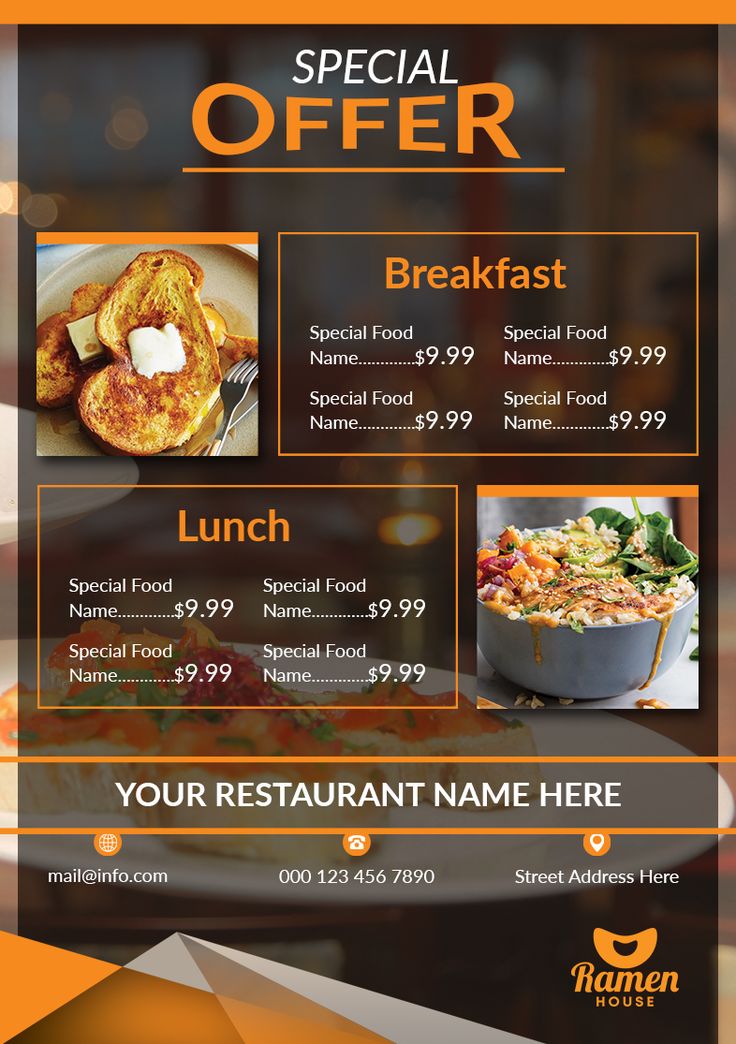 SPECIAL
OFFER
Breakfast
Special Food
Name............$9.99
Special Food
Name............$9.99
Special Food
Name............$9.99
Special Food
Name............$9.99
Lunch
Special Food
Name............$9.99
Special Food
Name............$9.99
Special Food
Name............$9.99
Special Food
Name............$9.99
YOUR RESTAURANT NAME HERE
mail@info.com
000 123 456 7890
Street Address Here
Ramen
HOUSE